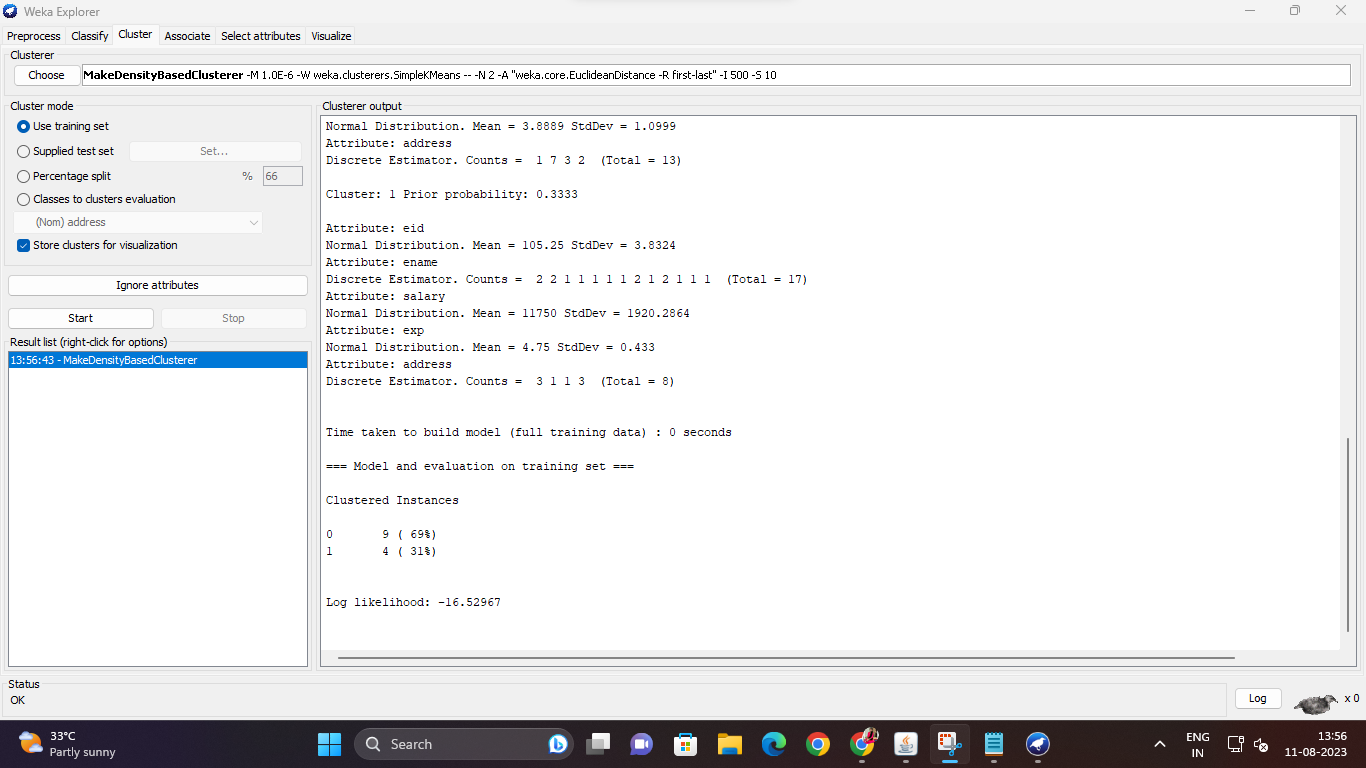 Weka Explorer
Preprocess Classify Cluster Associate Select attributes Visualize
Clusterer
Choose MakeDensityBasedClusterer -M 1.0E-6 -W weka.clusterers.SimpleKMeans -- -N 2 -A "weka.core.EuclideanDistance -R first-last" -I 500 -S 10
Cluster mode
Use training set
Supplied test set Set...
Percentage split % 66
Classes to clusters evaluation
(Nom) address
Store clusters for visualization
Ignore attributes
Start Stop
Result list (right-click for options)
13:56:43 - MakeDensityBasedClusterer
Clusterer output
Normal Distribution. Mean = 3.8889 StdDev = 1.0999
Attribute: address
Discrete Estimator. Counts = 1 7 3 2 (Total = 13)
Cluster: 1 Prior probability: 0.3333
Attribute: eid
Normal Distribution. Mean = 105.25 StdDev = 3.8324
Attribute: ename
Discrete Estimator. Counts = 2 2 1 1 1 1 1 2 1 2 1 1 1 (Total = 17)
Attribute: salary
Normal Distribution. Mean = 11750 StdDev = 1920.2864
Attribute: exp
Normal Distribution. Mean = 4.75 StdDev = 0.433
Attribute: address
Discrete Estimator. Counts = 3 1 1 3 (Total = 8)
Time taken to build model (full training data) : 0 seconds
=== Model and evaluation on training set ===
Clustered Instances
0 9 ( 69%)
1 4 ( 31%)
Log likelihood: -16.52967
Status
OK
Log x 0
33°C
Partly sunny
Search
ENG
IN
13:56
11-08-2023